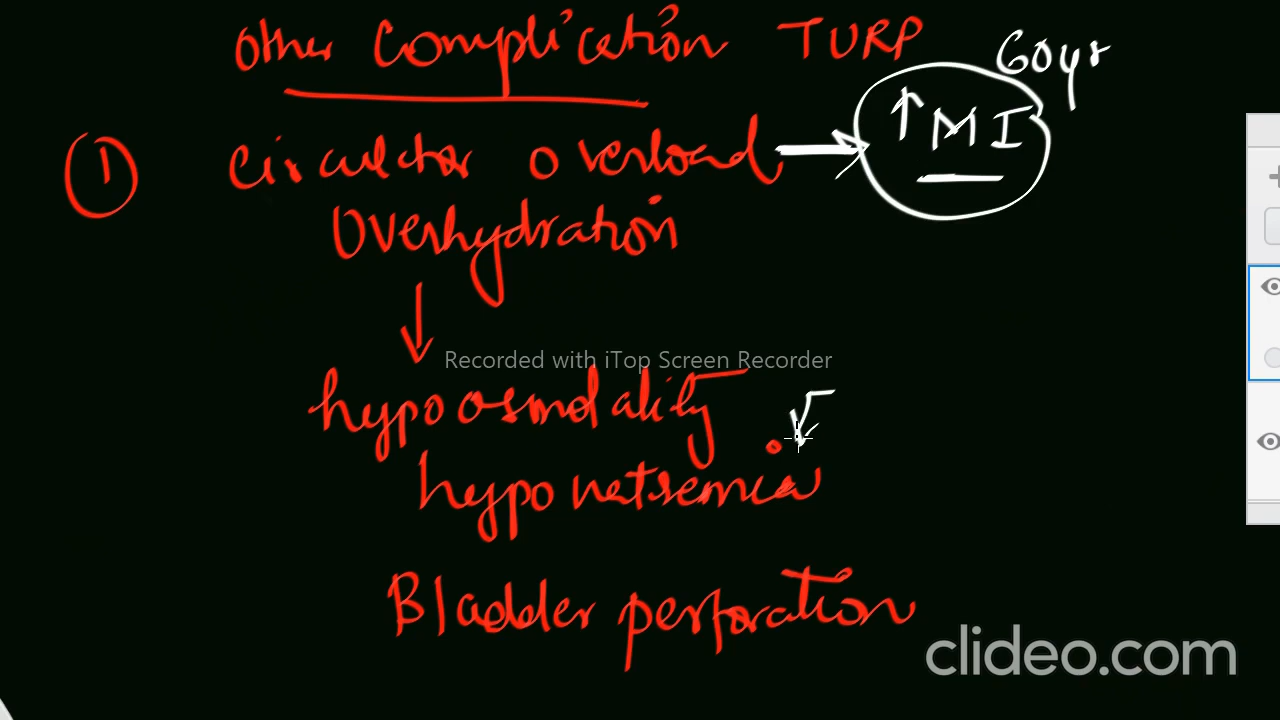 Other Complication TURP
60yr
↑ MI
① Circulator overload →
Overhydration
↓
Recorded with iTop Screen Recorder
hypoosmolality √
hyponatremia
Bladder perforation
clideo.com